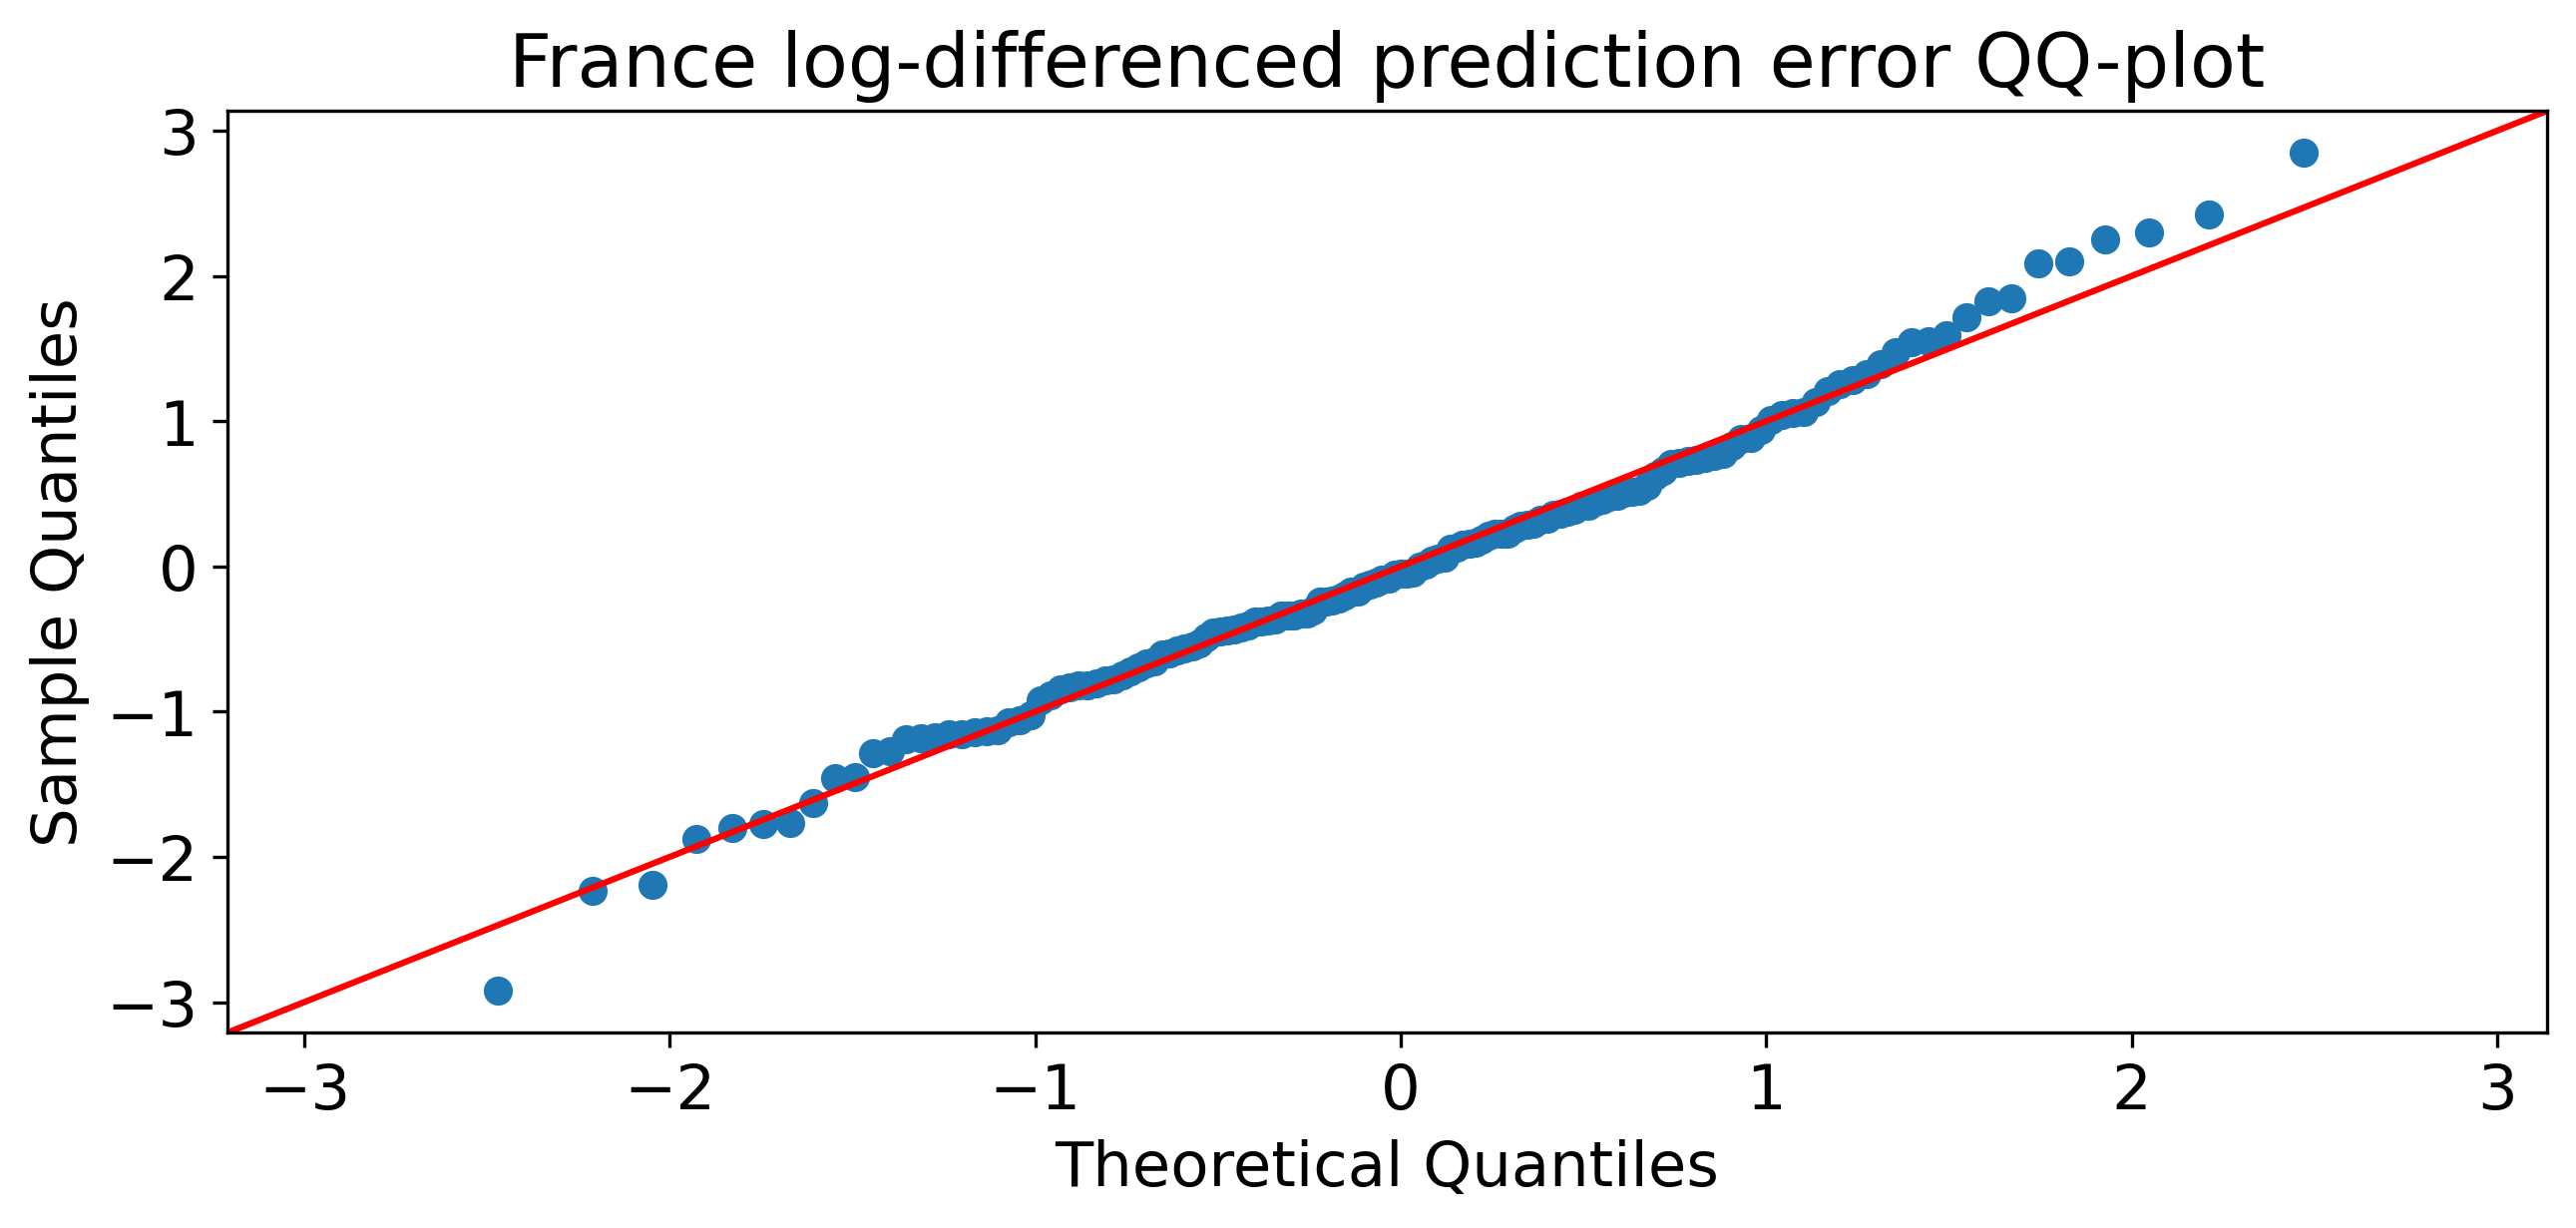 France log-differenced prediction error QQ-plot
3
2
1
0
−1
−2
−3
Sample Quantiles
−3 −2 −1 0 1 2 3
Theoretical Quantiles